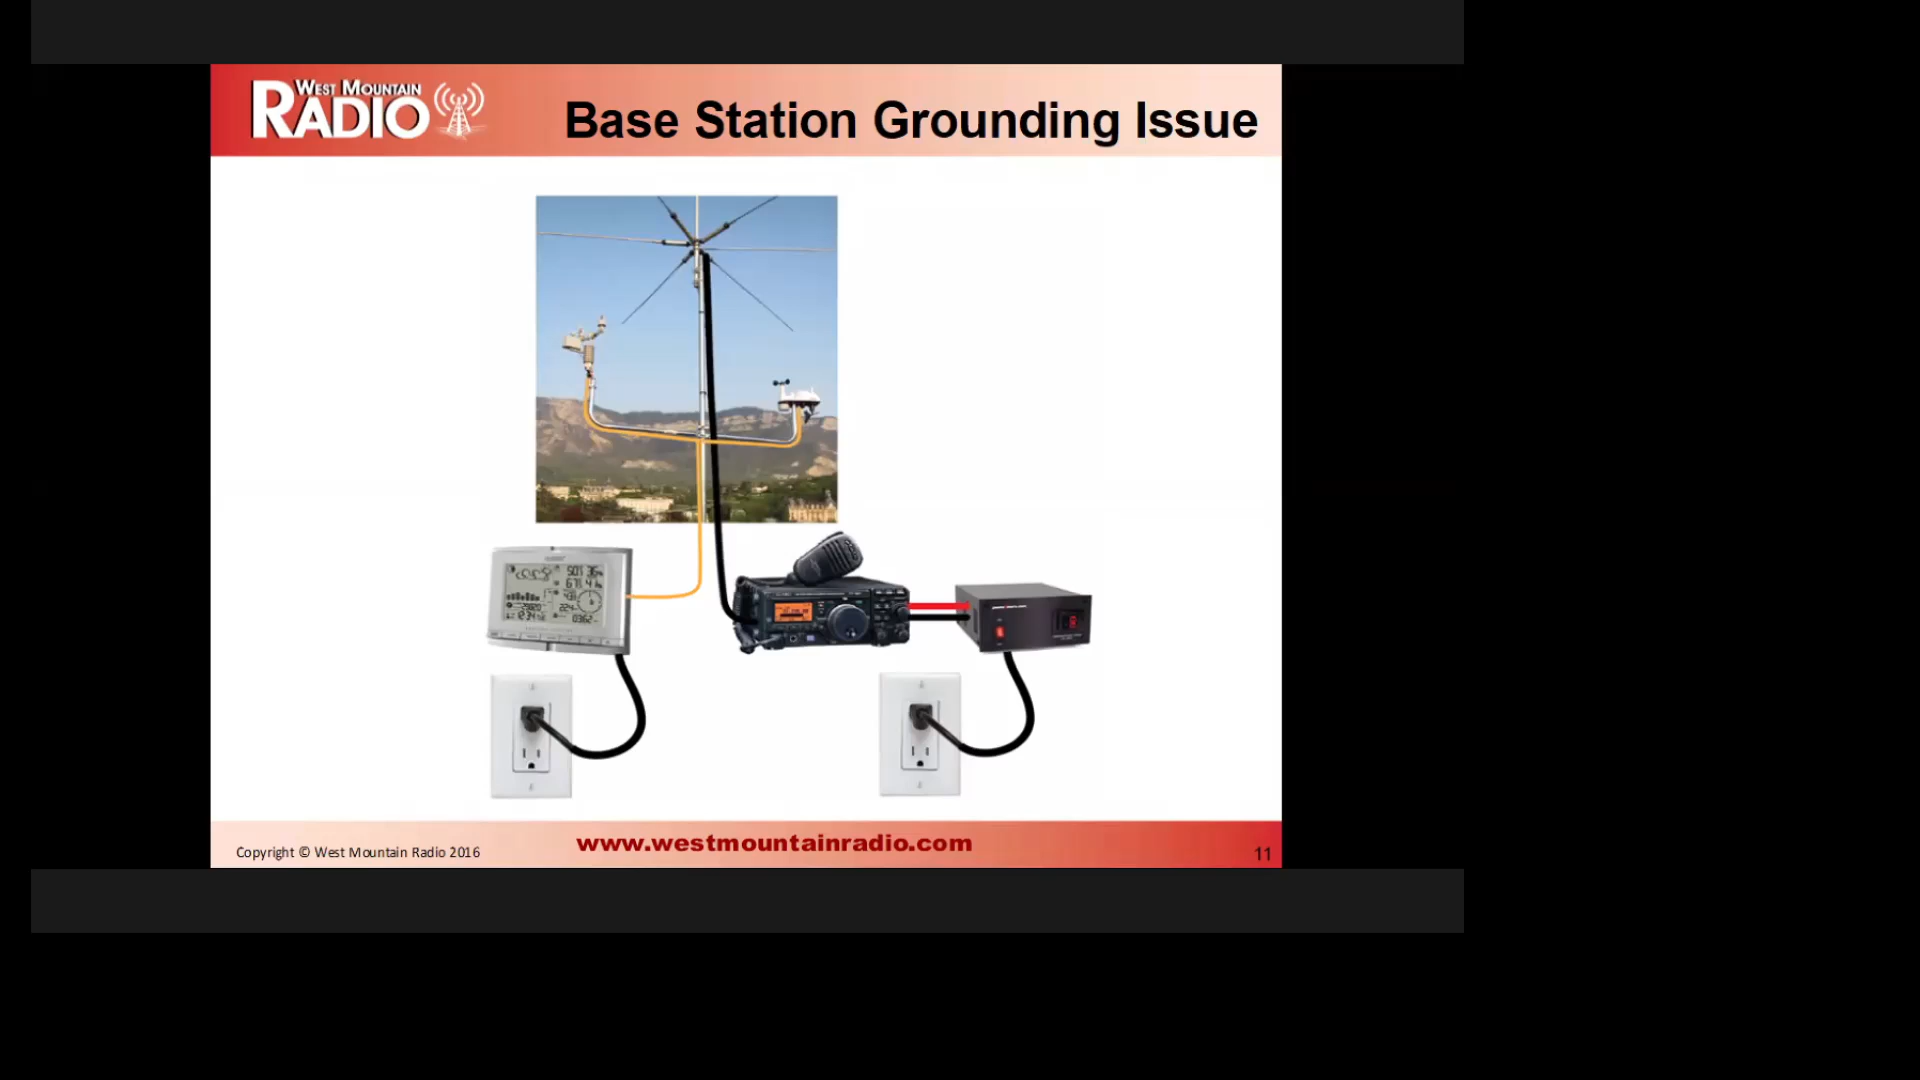 WEST MOUNTAIN
RADIO
Base Station Grounding Issue
Copyright © West Mountain Radio 2016
www.westmountainradio.com
11